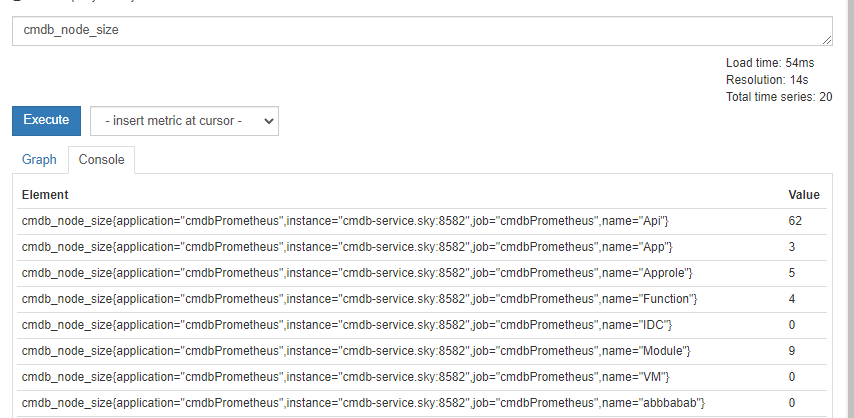 cmdb_node_size
Load time: 54ms
Resolution: 14s
Total time series: 20
Execute
- insert metric at cursor -
Graph Console
Element Value
cmdb_node_size{application="cmdbPrometheus",instance="cmdb-service.sky:8582",job="cmdbPrometheus",name="Api"} 62
cmdb_node_size{application="cmdbPrometheus",instance="cmdb-service.sky:8582",job="cmdbPrometheus",name="App"} 3
cmdb_node_size{application="cmdbPrometheus",instance="cmdb-service.sky:8582",job="cmdbPrometheus",name="Approle"} 5
cmdb_node_size{application="cmdbPrometheus",instance="cmdb-service.sky:8582",job="cmdbPrometheus",name="Function"} 4
cmdb_node_size{application="cmdbPrometheus",instance="cmdb-service.sky:8582",job="cmdbPrometheus",name="IDC"} 0
cmdb_node_size{application="cmdbPrometheus",instance="cmdb-service.sky:8582",job="cmdbPrometheus",name="Module"} 9
cmdb_node_size{application="cmdbPrometheus",instance="cmdb-service.sky:8582",job="cmdbPrometheus",name="VM"} 0
cmdb_node_size{application="cmdbPrometheus",instance="cmdb-service.sky:8582",job="cmdbPrometheus",name="abbbabab"} 0